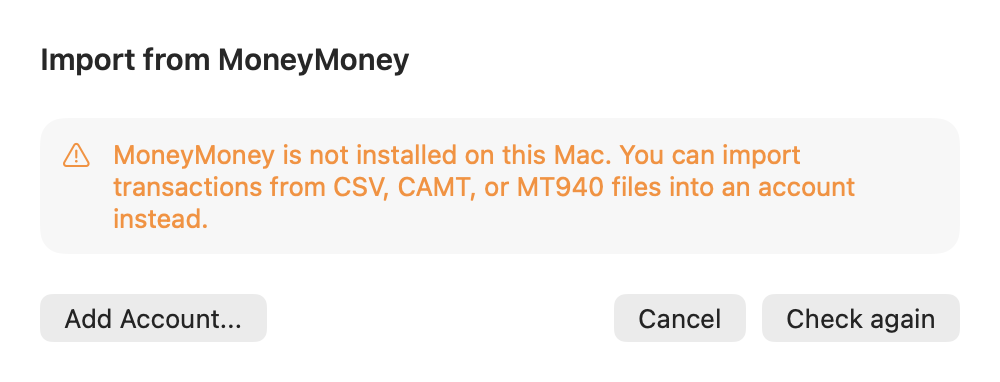 Import from MoneyMoney
MoneyMoney is not installed on this Mac. You can import
transactions from CSV, CAMT, or MT940 files into an account
instead.
Add Account...
Cancel
Check again